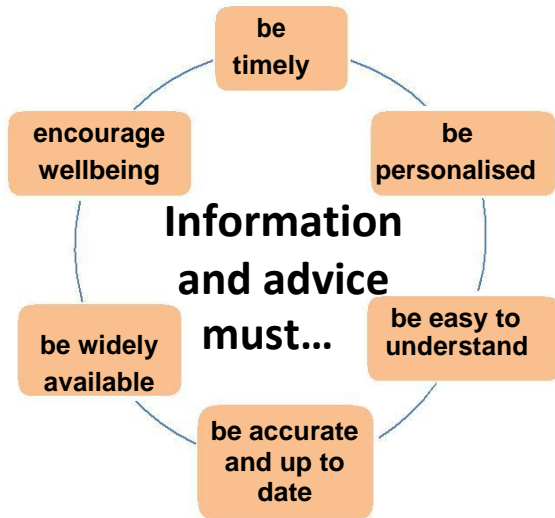 Information
and advice
must...
be
timely
be
personalised
be easy to
understand
be accurate
and up to
date
be widely
available
encourage
wellbeing